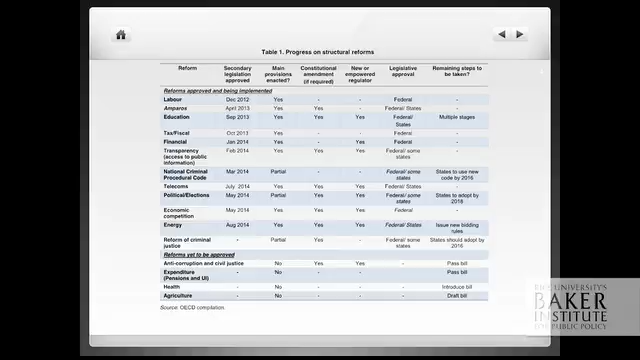 Table 1. Progress on structural reforms
Reform Secondary legislation approved Main provisions enacted? Constitutional amendment (if required) New or empowered regulator Legislative approval Remaining steps to be taken?
Reforms approved and being implemented
Labour Dec 2012 Yes - - Federal -
Amparos April 2013 Yes Yes - Federal/ States -
Education Sep 2013 Yes Yes Yes Federal/ States Multiple stages
Tax/Fiscal Oct 2013 Yes - - Federal -
Financial Jan 2014 Yes - Yes Federal -
Transparency (access to public information) Feb 2014 Yes Yes Yes Federal/ some states -
National Criminal Procedural Code Mar 2014 Partial - - Federal/ some states States to use new code by 2016
Telecoms July 2014 Yes Yes Yes Federal/ States -
Political/Elections May 2014 Partial Yes Yes Federal/ some states States to adopt by 2018
Economic competition May 2014 Yes Yes Yes Federal -
Energy Aug 2014 Yes Yes Yes Federal/ States Issue new bidding rules
Reform of criminal justice - Partial Yes - Federal/ some states States should adopt by 2016
Reforms yet to be approved
Anti-corruption and civil justice - No Yes Yes - Pass bill
Expenditure (Pensions and UI) - No - - - Pass bill
Health - No - - - Introduce bill
Agriculture - No - - - Draft bill
Source: OECD compilation.
RICE UNIVERSITY'S
BAKER
INSTITUTE
FOR PUBLIC POLICY